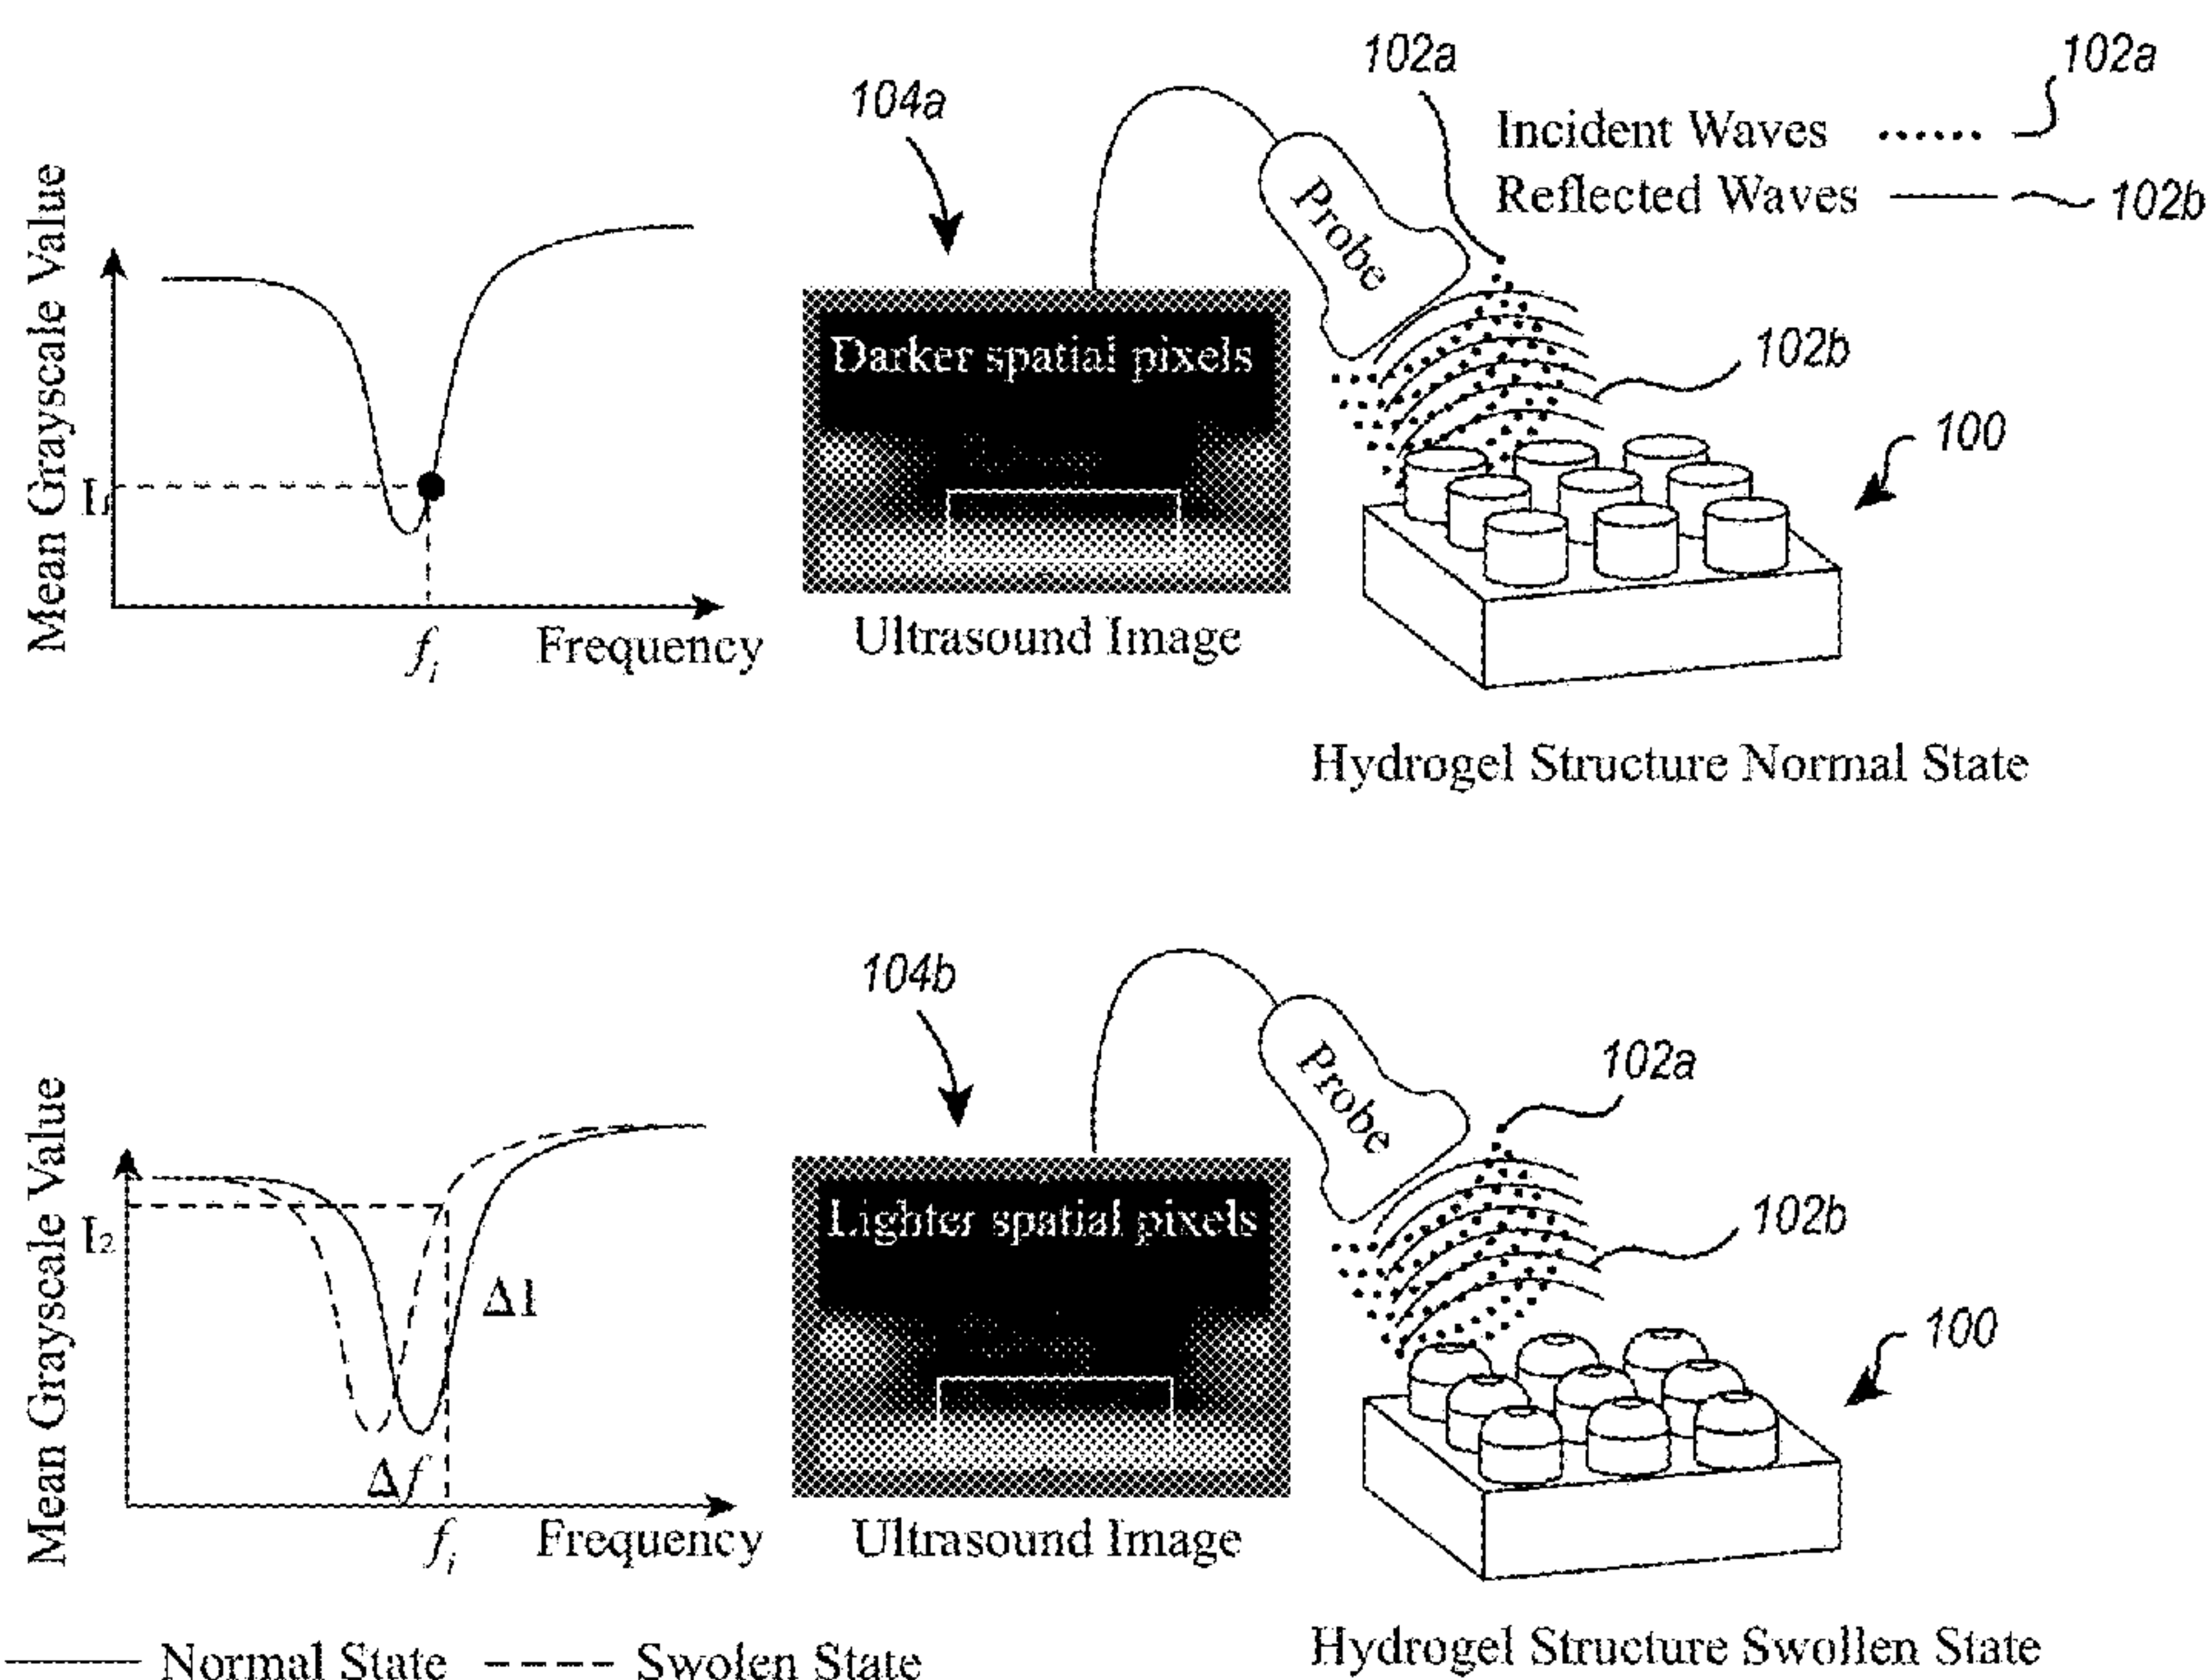 102a
102a
104a
Incident Waves
Reflected Waves
102b
Probe
Mean Grayscale Value
Darker spatial pixels
102b
100
I₁
fᵢ
Frequency
Ultrasound Image
Hydrogel Structure Normal State
104b
102a
Probe
Mean Grayscale Value
Lighter spatial pixels
102b
I₂
ΔI
100
Δf
fᵢ
Frequency
Ultrasound Image
Normal State
Swolen State
Hydrogel Structure Swollen State